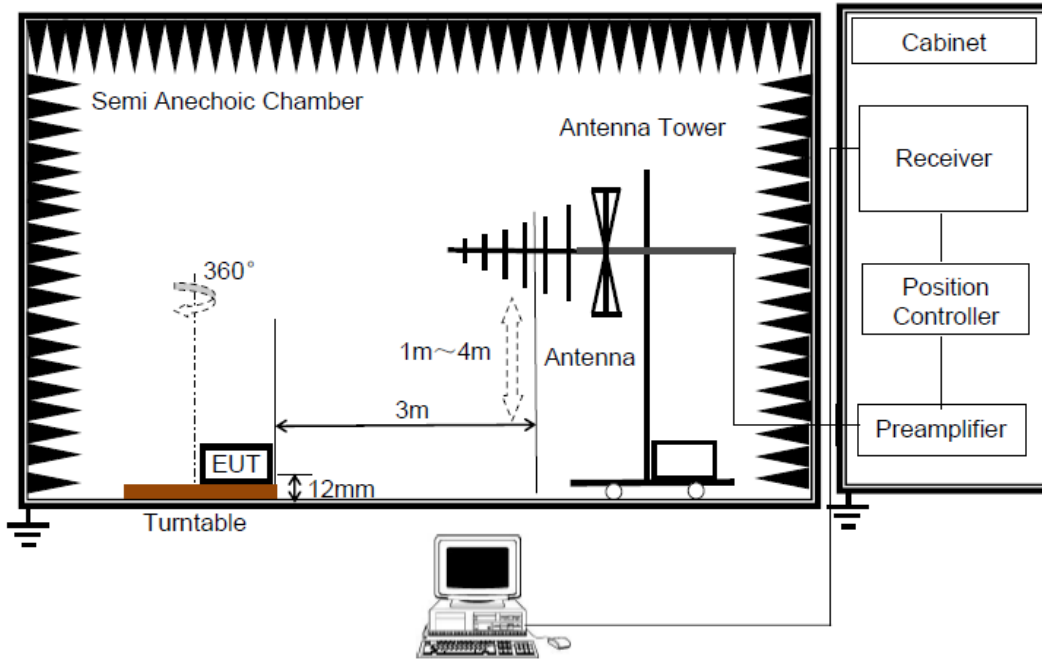 Cabinet
Semi Anechoic Chamber
Antenna Tower
Receiver
360°
Position
Controller
1m～4m
Antenna
3m
Preamplifier
EUT
12mm
Turntable